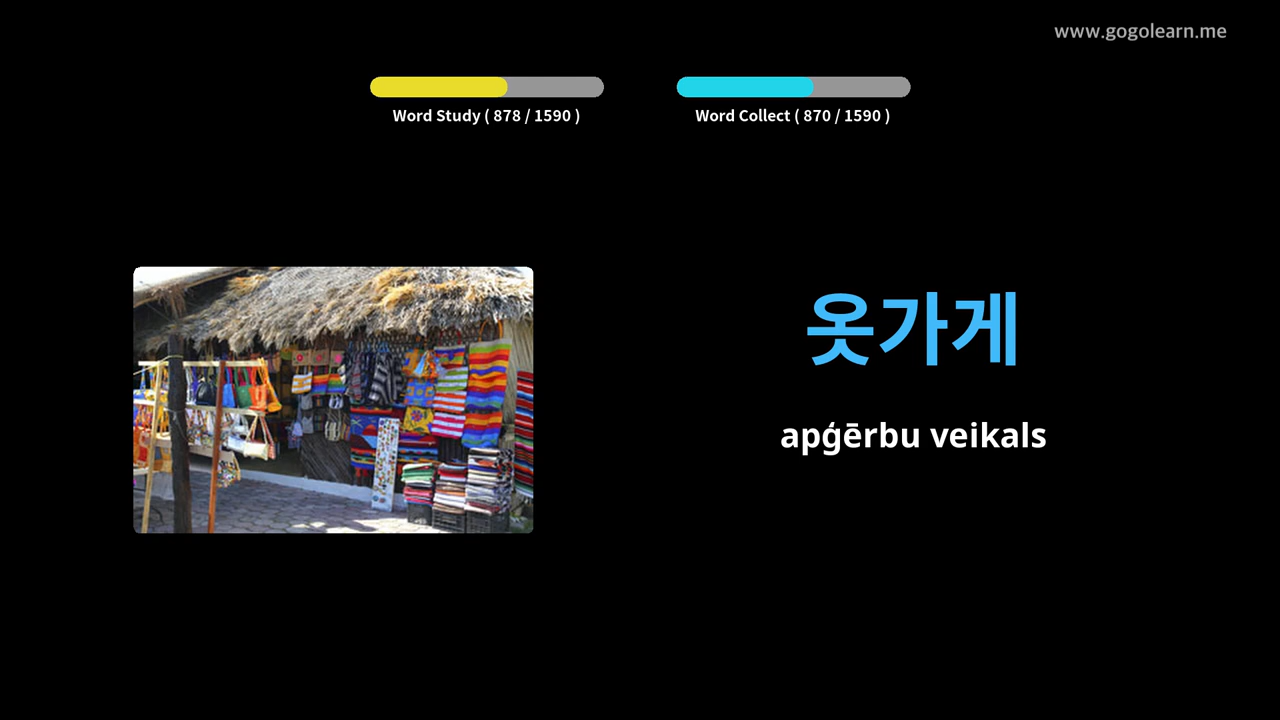 www.gogolearn.me
Word Study ( 878 / 1590 )
Word Collect ( 870 / 1590 )
옷가게
apģērbu veikals